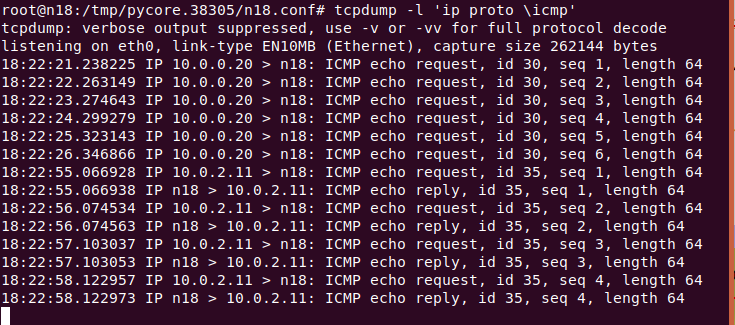 root@n18:/tmp/pycore.38305/n18.conf# tcpdump -l 'ip proto \icmp'
tcpdump: verbose output suppressed, use -v or -vv for full protocol decode
listening on eth0, link-type EN10MB (Ethernet), capture size 262144 bytes
18:22:21.238225 IP 10.0.0.20 > n18: ICMP echo request, id 30, seq 1, length 64
18:22:22.263149 IP 10.0.0.20 > n18: ICMP echo request, id 30, seq 2, length 64
18:22:23.274643 IP 10.0.0.20 > n18: ICMP echo request, id 30, seq 3, length 64
18:22:24.299279 IP 10.0.0.20 > n18: ICMP echo request, id 30, seq 4, length 64
18:22:25.323143 IP 10.0.0.20 > n18: ICMP echo request, id 30, seq 5, length 64
18:22:26.346866 IP 10.0.0.20 > n18: ICMP echo request, id 30, seq 6, length 64
18:22:55.066928 IP 10.0.2.11 > n18: ICMP echo request, id 35, seq 1, length 64
18:22:55.066938 IP n18 > 10.0.2.11: ICMP echo reply, id 35, seq 1, length 64
18:22:56.074534 IP 10.0.2.11 > n18: ICMP echo request, id 35, seq 2, length 64
18:22:56.074563 IP n18 > 10.0.2.11: ICMP echo reply, id 35, seq 2, length 64
18:22:57.103037 IP 10.0.2.11 > n18: ICMP echo request, id 35, seq 3, length 64
18:22:57.103053 IP n18 > 10.0.2.11: ICMP echo reply, id 35, seq 3, length 64
18:22:58.122957 IP 10.0.2.11 > n18: ICMP echo request, id 35, seq 4, length 64
18:22:58.122973 IP n18 > 10.0.2.11: ICMP echo reply, id 35, seq 4, length 64